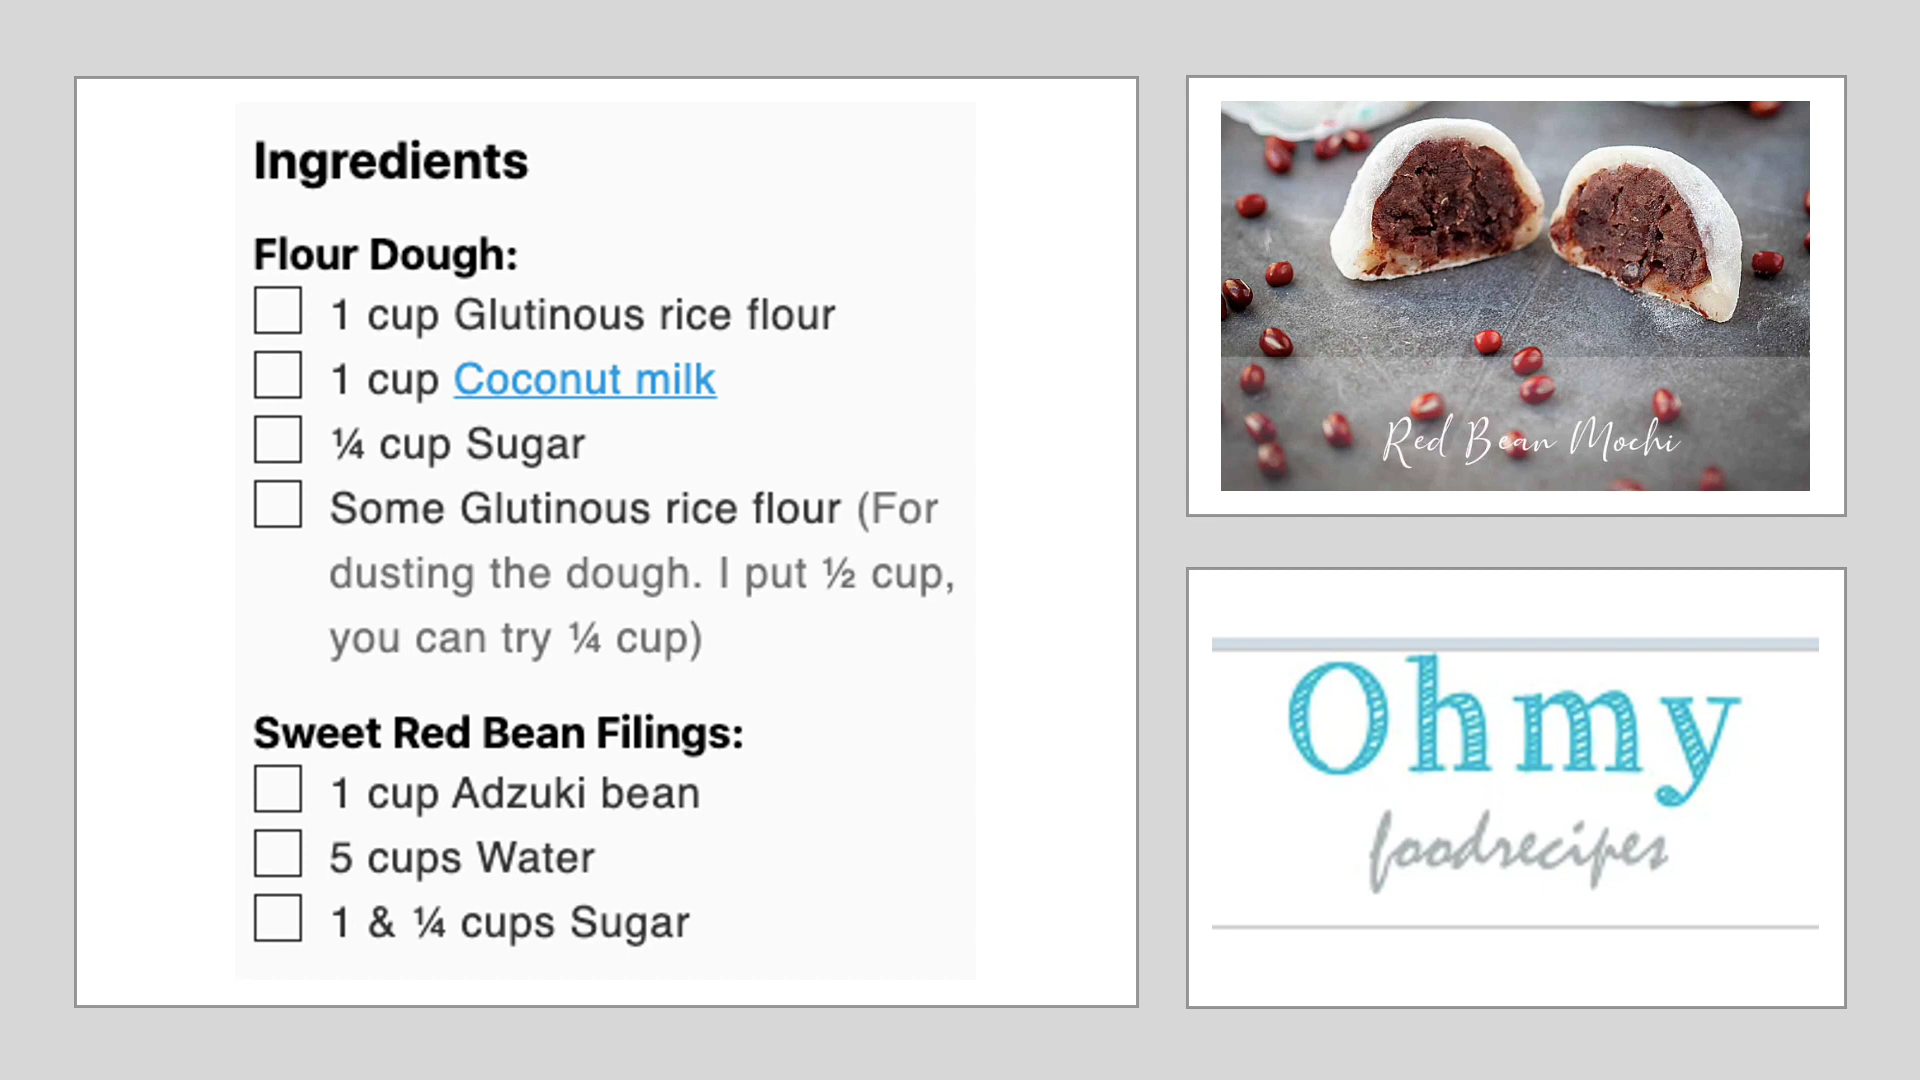 Ingredients
Flour Dough:
1 cup Glutinous rice flour
1 cup Coconut milk
¼ cup Sugar
Some Glutinous rice flour (For
dusting the dough. I put ½ cup,
you can try ¼ cup)
Sweet Red Bean Filings:
1 cup Adzuki bean
5 cups Water
1 & ¼ cups Sugar
Red Bean Mochi
Ohmy
foodrecipes